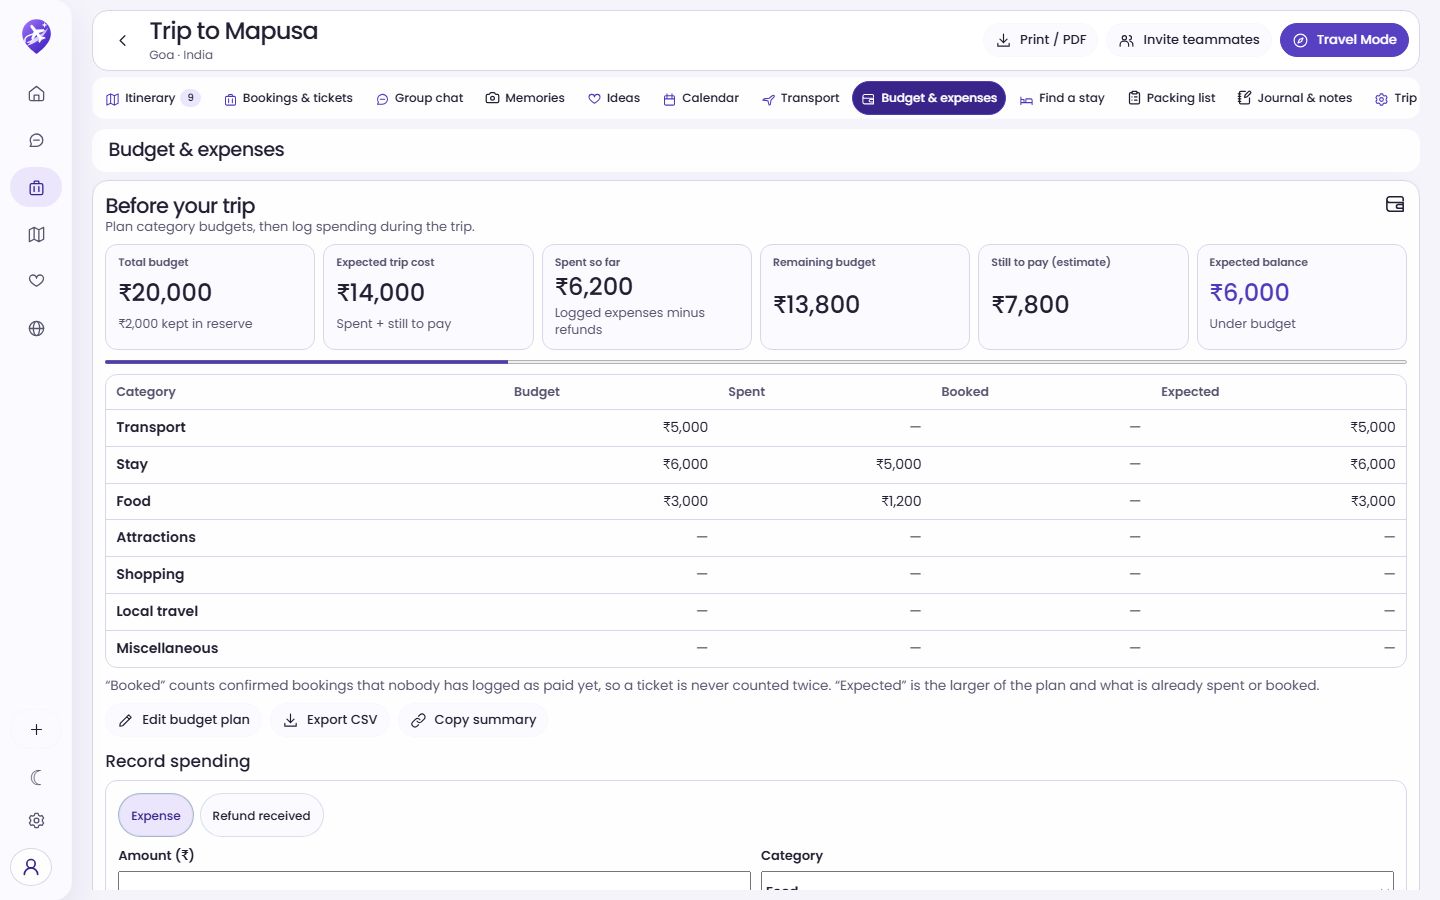 Trip to Mapusa
Goa · India
Print / PDF
Invite teammates
Travel Mode
Itinerary 9
Bookings & tickets
Group chat
Memories
Ideas
Calendar
Transport
Budget & expenses
Find a stay
Packing list
Journal & notes
Trip
Budget & expenses
Before your trip
Plan category budgets, then log spending during the trip.
Total budget
₹20,000
₹2,000 kept in reserve
Expected trip cost
₹14,000
Spent + still to pay
Spent so far
₹6,200
Logged expenses minus
refunds
Remaining budget
₹13,800
Still to pay (estimate)
₹7,800
Expected balance
₹6,000
Under budget
Category Budget Spent Booked Expected
Transport ₹5,000 — — ₹5,000
Stay ₹6,000 ₹5,000 — ₹6,000
Food ₹3,000 ₹1,200 — ₹3,000
Attractions — — — —
Shopping — — — —
Local travel — — — —
Miscellaneous — — — —
“Booked” counts confirmed bookings that nobody has logged as paid yet, so a ticket is never counted twice. “Expected” is the larger of the plan and what is already spent or booked.
Edit budget plan
Export CSV
Copy summary
Record spending
Expense
Refund received
Amount (₹)
Category
Food